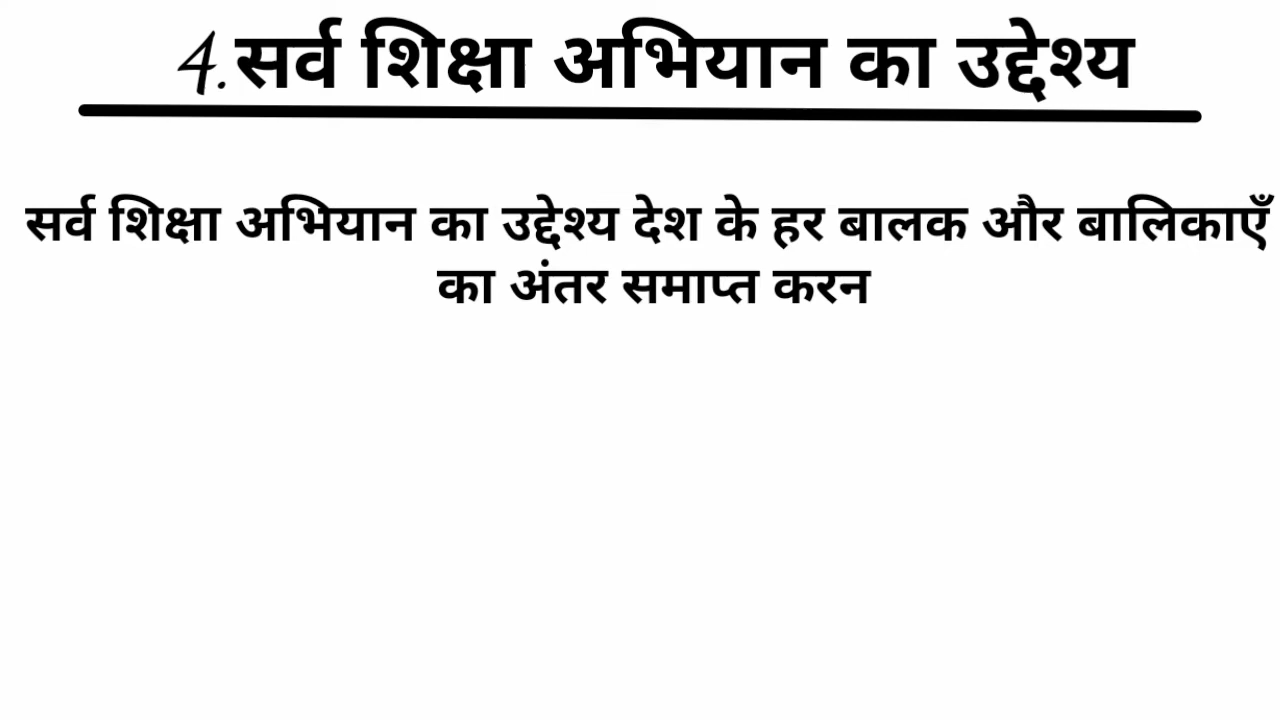 4.सर्व शिक्षा अभियान का उद्देश्य
सर्व शिक्षा अभियान का उद्देश्य देश के हर बालक और बालिकाएँ
का अंतर समाप्त करन